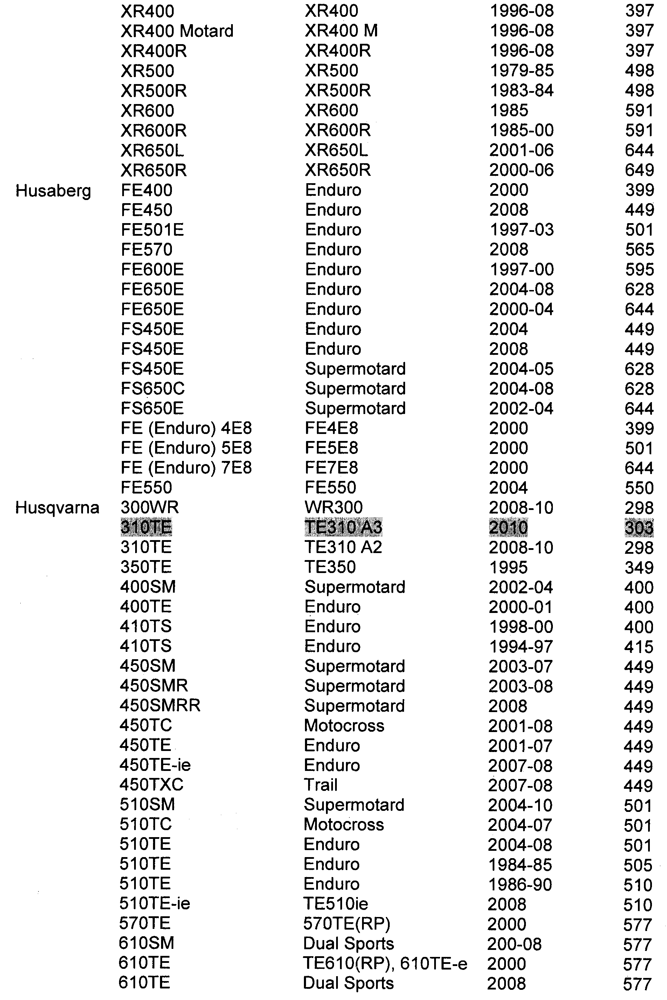 XR400 XR400 1996-08 397
XR400 Motard XR400 M 1996-08 397
XR400R XR400R 1996-08 397
XR500 XR500 1979-85 498
XR500R XR500R 1983-84 498
XR600 XR600 1985 591
XR600R XR600R 1985-00 591
XR650L XR650L 2001-06 644
XR650R XR650R 2000-06 649
Husaberg FE400 Enduro 2000 399
FE450 Enduro 2008 449
FE501E Enduro 1997-03 501
FE570 Enduro 2008 565
FE600E Enduro 1997-00 595
FE650E Enduro 2004-08 628
FE650E Enduro 2000-04 644
FS450E Enduro 2004 449
FS450E Enduro 2008 449
FS450E Supermotard 2004-05 628
FS650C Supermotard 2004-08 628
FS650E Supermotard 2002-04 644
FE (Enduro) 4E8 FE4E8 2000 399
FE (Enduro) 5E8 FE5E8 2000 501
FE (Enduro) 7E8 FE7E8 2000 644
FE550 FE550 2004 550
Husqvarna 300WR WR300 2008-10 298
310TE TE310 A3 2010 303
310TE TE310 A2 2008-10 298
350TE TE350 1995 349
400SM Supermotard 2002-04 400
400TE Enduro 2000-01 400
410TS Enduro 1998-00 400
410TS Enduro 1994-97 415
450SM Supermotard 2003-07 449
450SMR Supermotard 2003-08 449
450SMRR Supermotard 2008 449
450TC Motocross 2001-08 449
450TE Enduro 2001-07 449
450TE-ie Enduro 2007-08 449
450TXC Trail 2007-08 449
510SM Supermotard 2004-10 501
510TC Motocross 2004-07 501
510TE Enduro 2004-08 501
510TE Enduro 1984-85 505
510TE Enduro 1986-90 510
510TE-ie TE510ie 2008 510
570TE 570TE(RP) 2000 577
610SM Dual Sports 200-08 577
610TE TE610(RP), 610TE-e 2000 577
610TE Dual Sports 2008 577